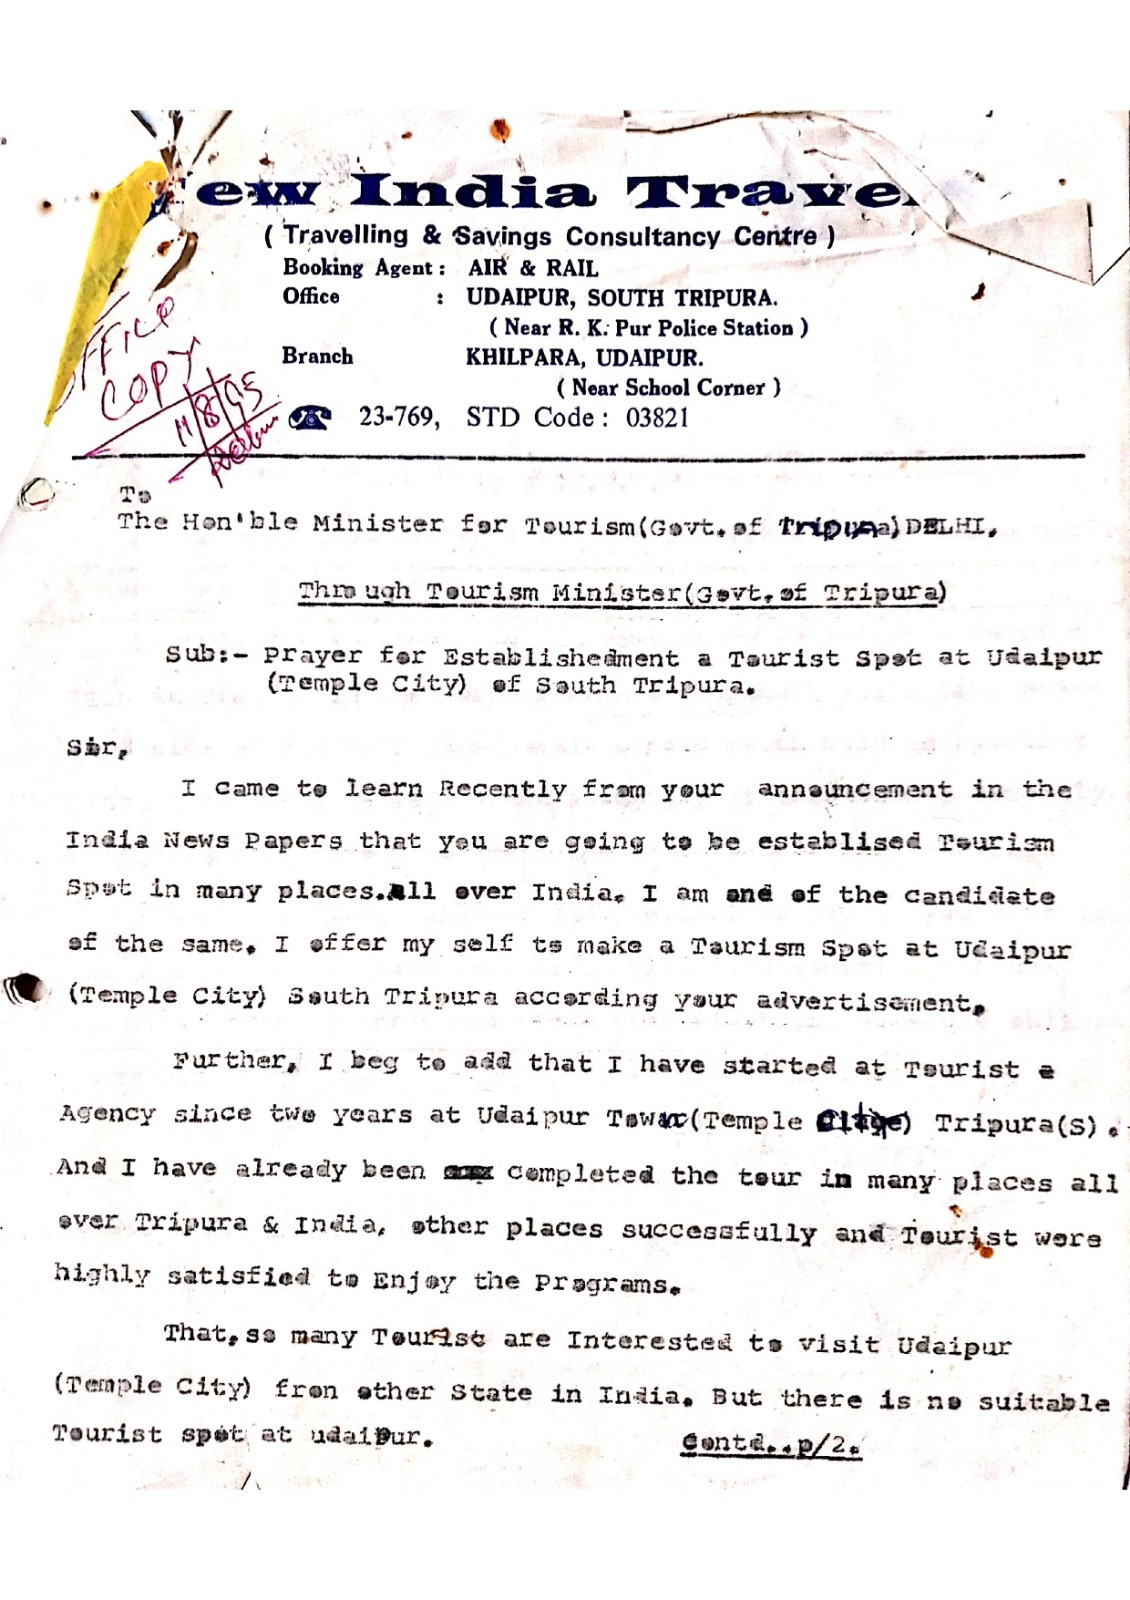 ew India Trave
( Travelling & Savings Consultancy Centre )
Booking Agent : AIR & RAIL
Office : UDAIPUR, SOUTH TRIPURA.
( Near R. K. Pur Police Station )
Branch KHILPARA, UDAIPUR.
( Near School Corner )
23-769, STD Code : 03821
OFFICE
COPY
11/8/95
To
The Hon'ble Minister for Tourism(Govt.of Tripura)DELHI,
Through Tourism Minister(Govt.of Tripura)
Sub:- Prayer for Establishedment a Tourist Spot at Udaipur
(Temple City) of South Tripura.
Sir,
I came to learn Recently from your announcement in the
India News Papers that you are going to be establised Tourism
Spot in many places.All over India. I am and of the candidate
of the same. I offer my self to make a Tourism Spot at Udaipur
(Temple City) South Tripura according your advertisement.
Further, I beg to add that I have started at Tourist e
Agency since two years at Udaipur (Temple ) Tripura(S).
And I have already been completed the tour in many places all
over Tripura & India, other places successfully and Tourist were
highly satisfied to Enjoy the Programs.
That,so many Tourist are Interested to visit Udaipur
(Temple City) fron other State in India. But there is no suitable
Tourist spot at udaipur. Contd..p/2.